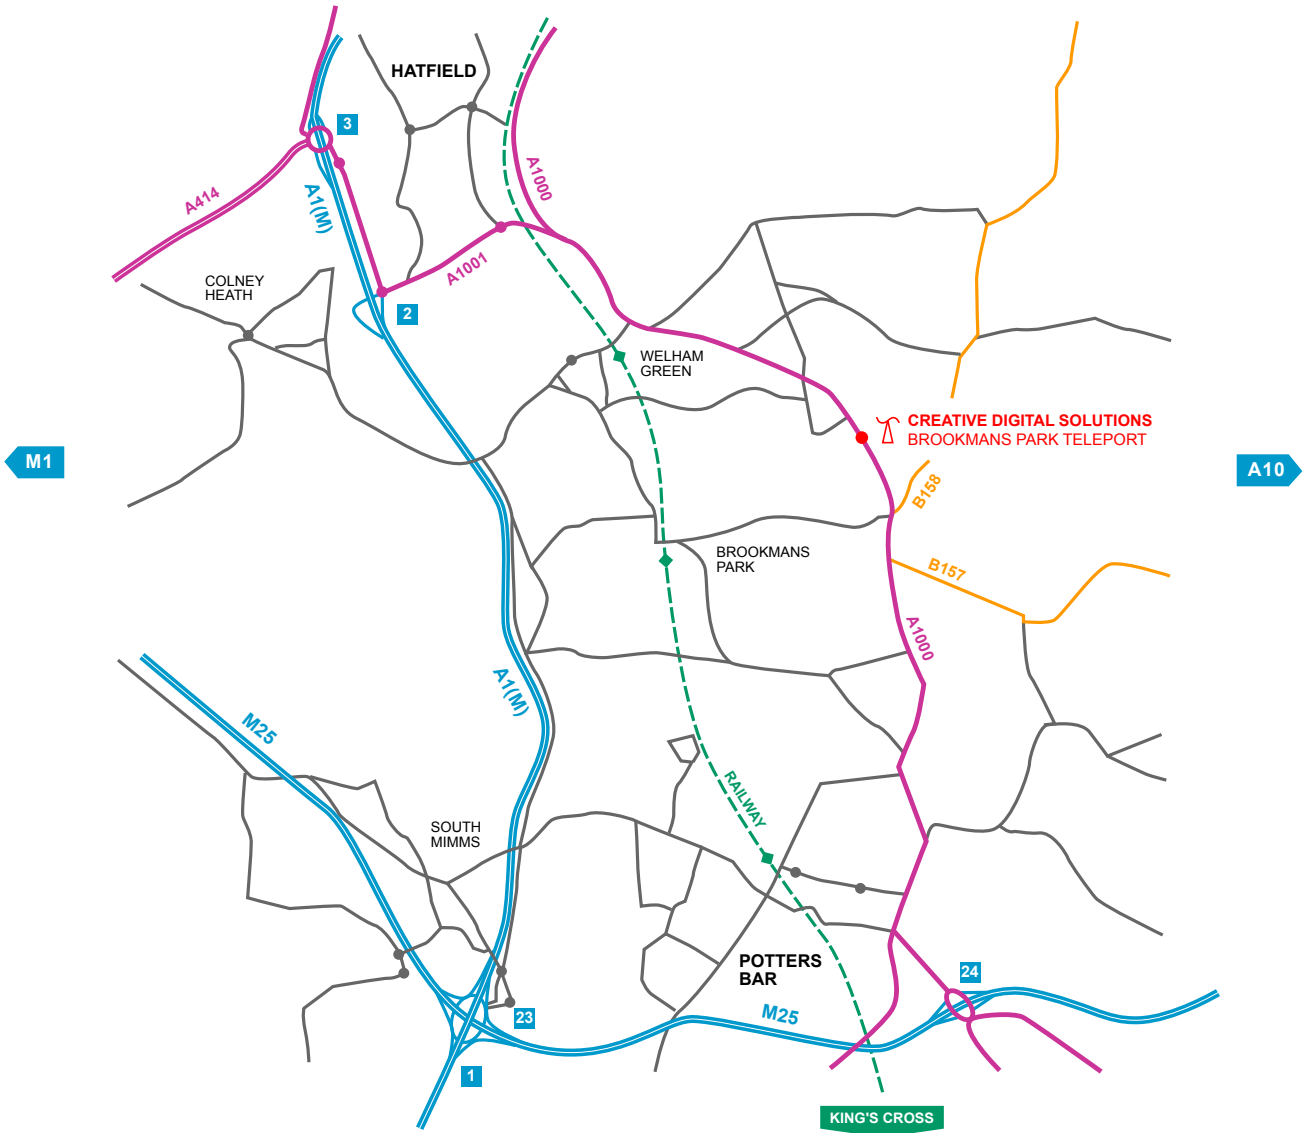 HATFIELD
3
A1000
A414
A1(M)
A1001
COLNEY
HEATH
2
WELHAM
GREEN
CREATIVE DIGITAL SOLUTIONS
BROOKMANS PARK TELEPORT
M1
A10
B158
BROOKMANS
PARK
B157
A1000
A1(M)
M25
RAILWAY
SOUTH
MIMMS
POTTERS
BAR
24
M25
23
1
KING'S CROSS